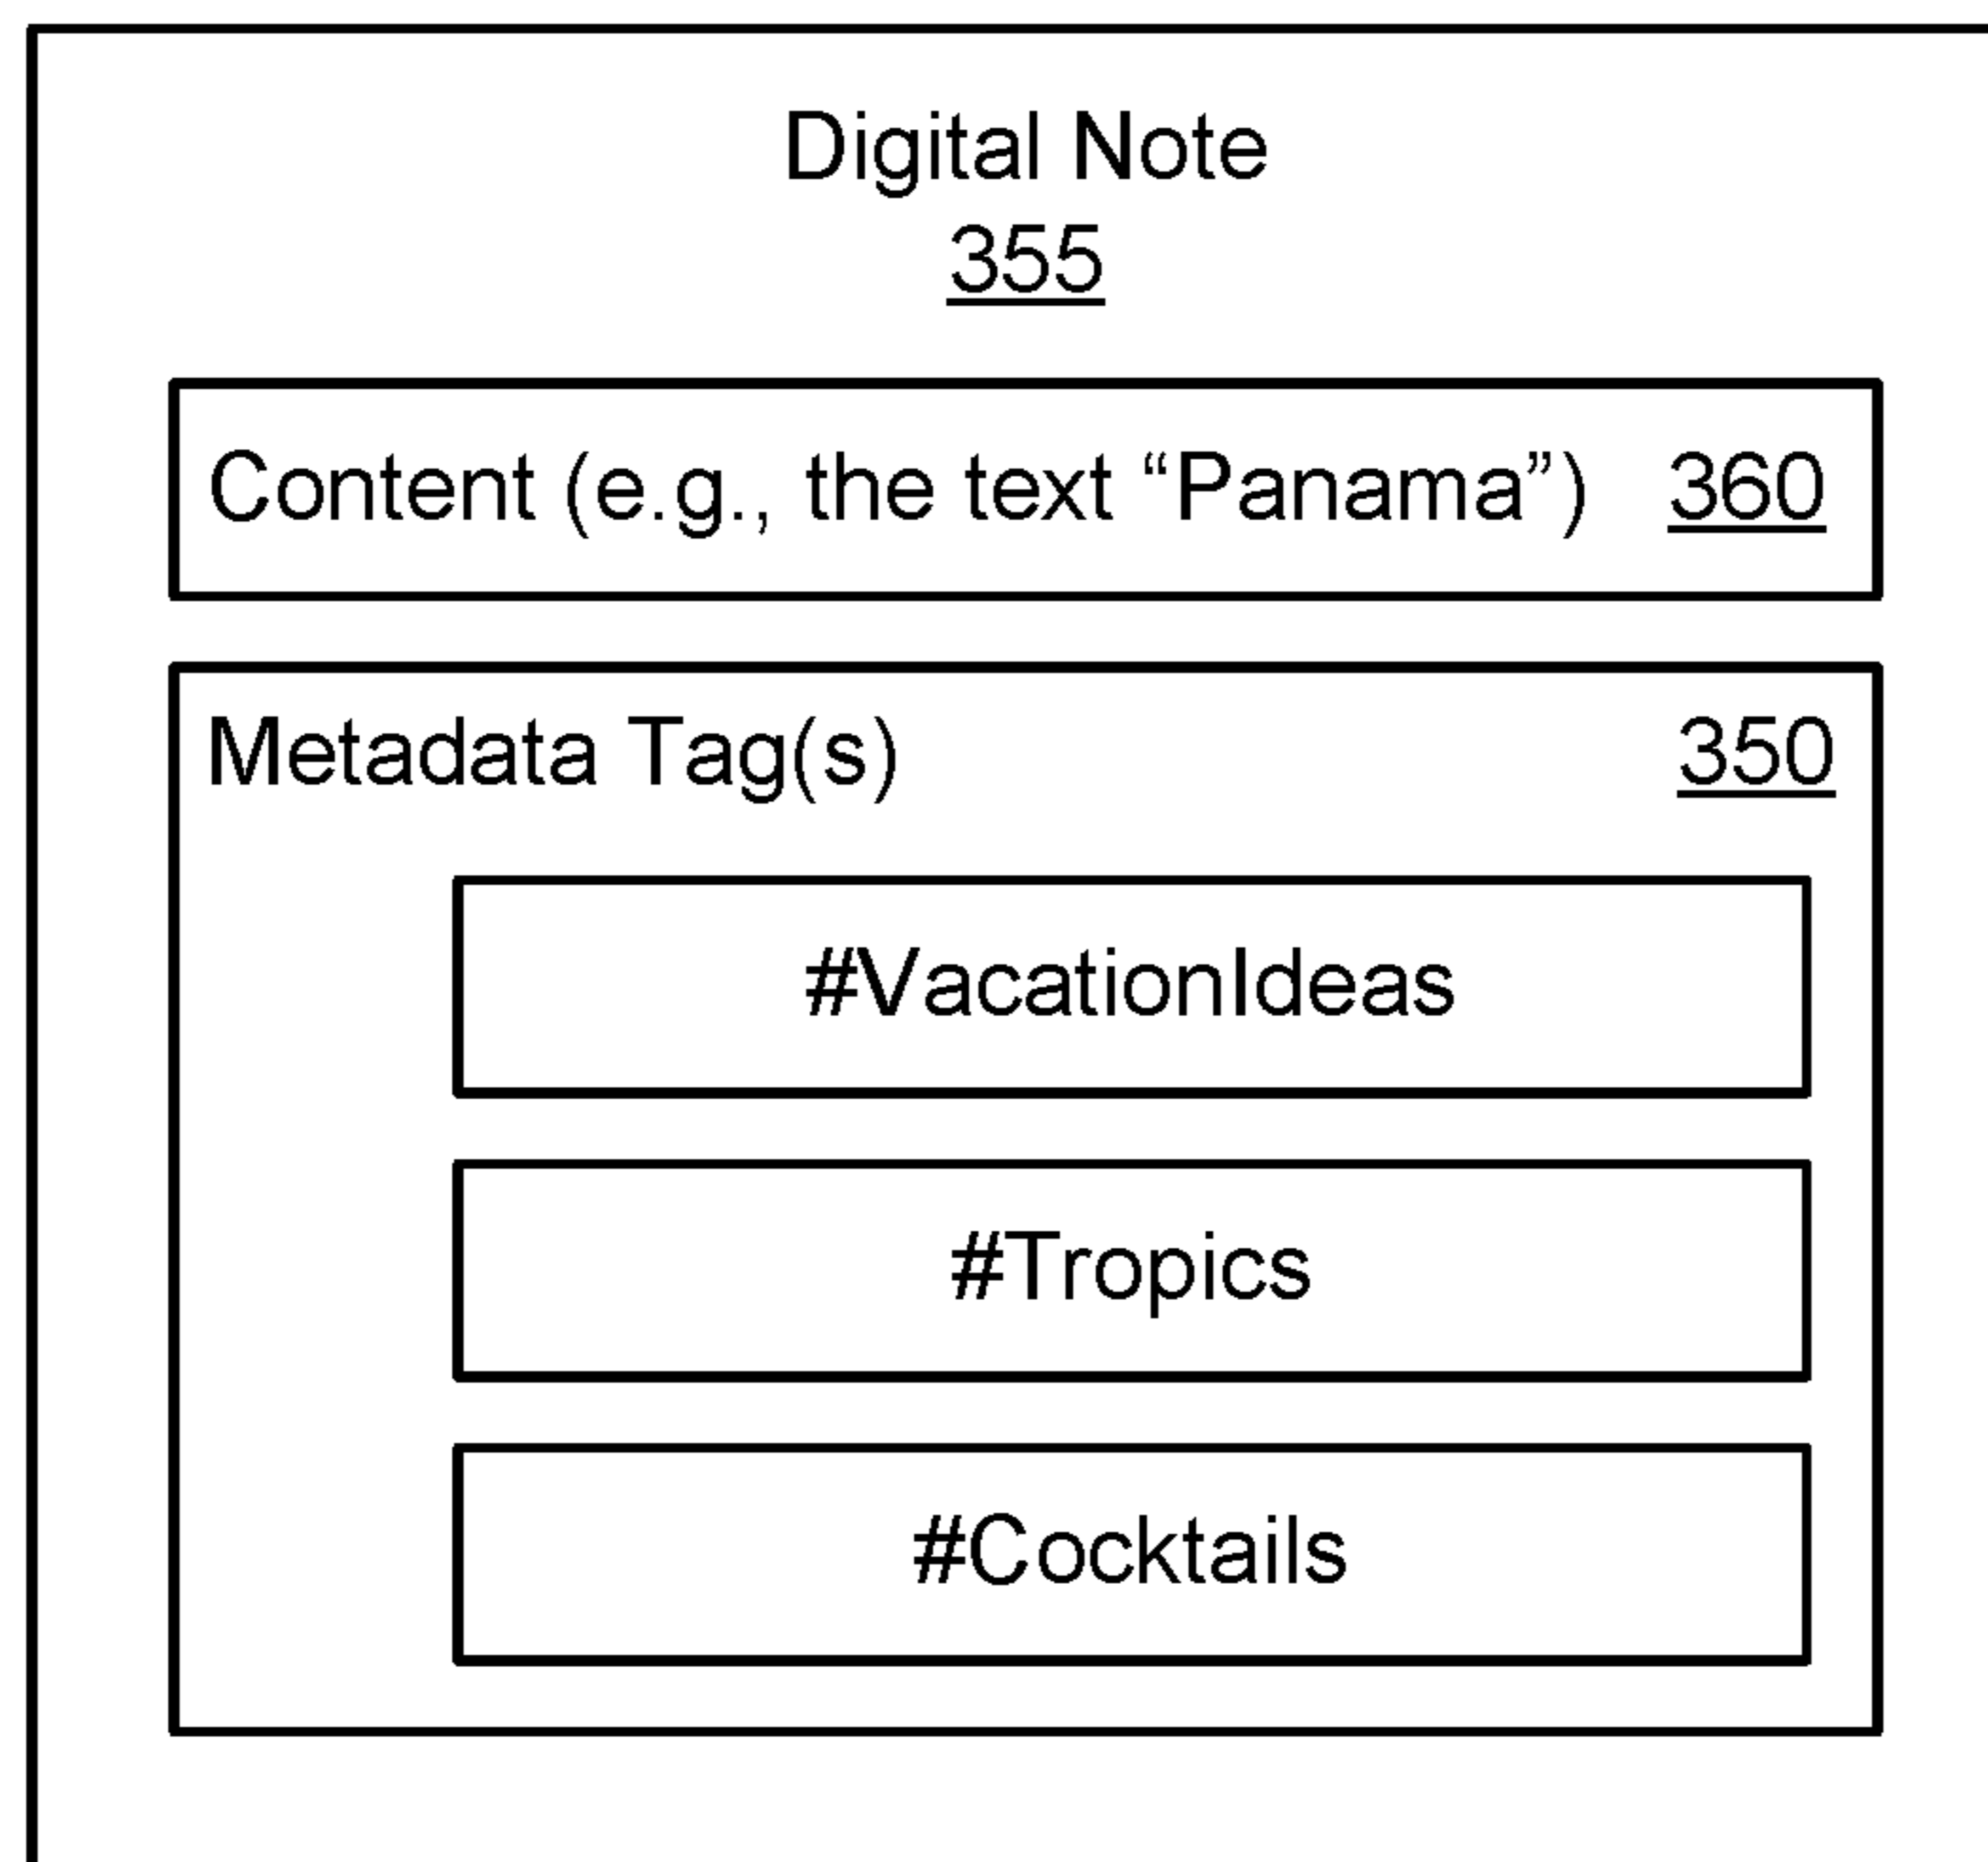 Digital Note
355
Content (e.g., the text “Panama”) 360
Metadata Tag(s) 350
#VacationIdeas
#Tropics
#Cocktails